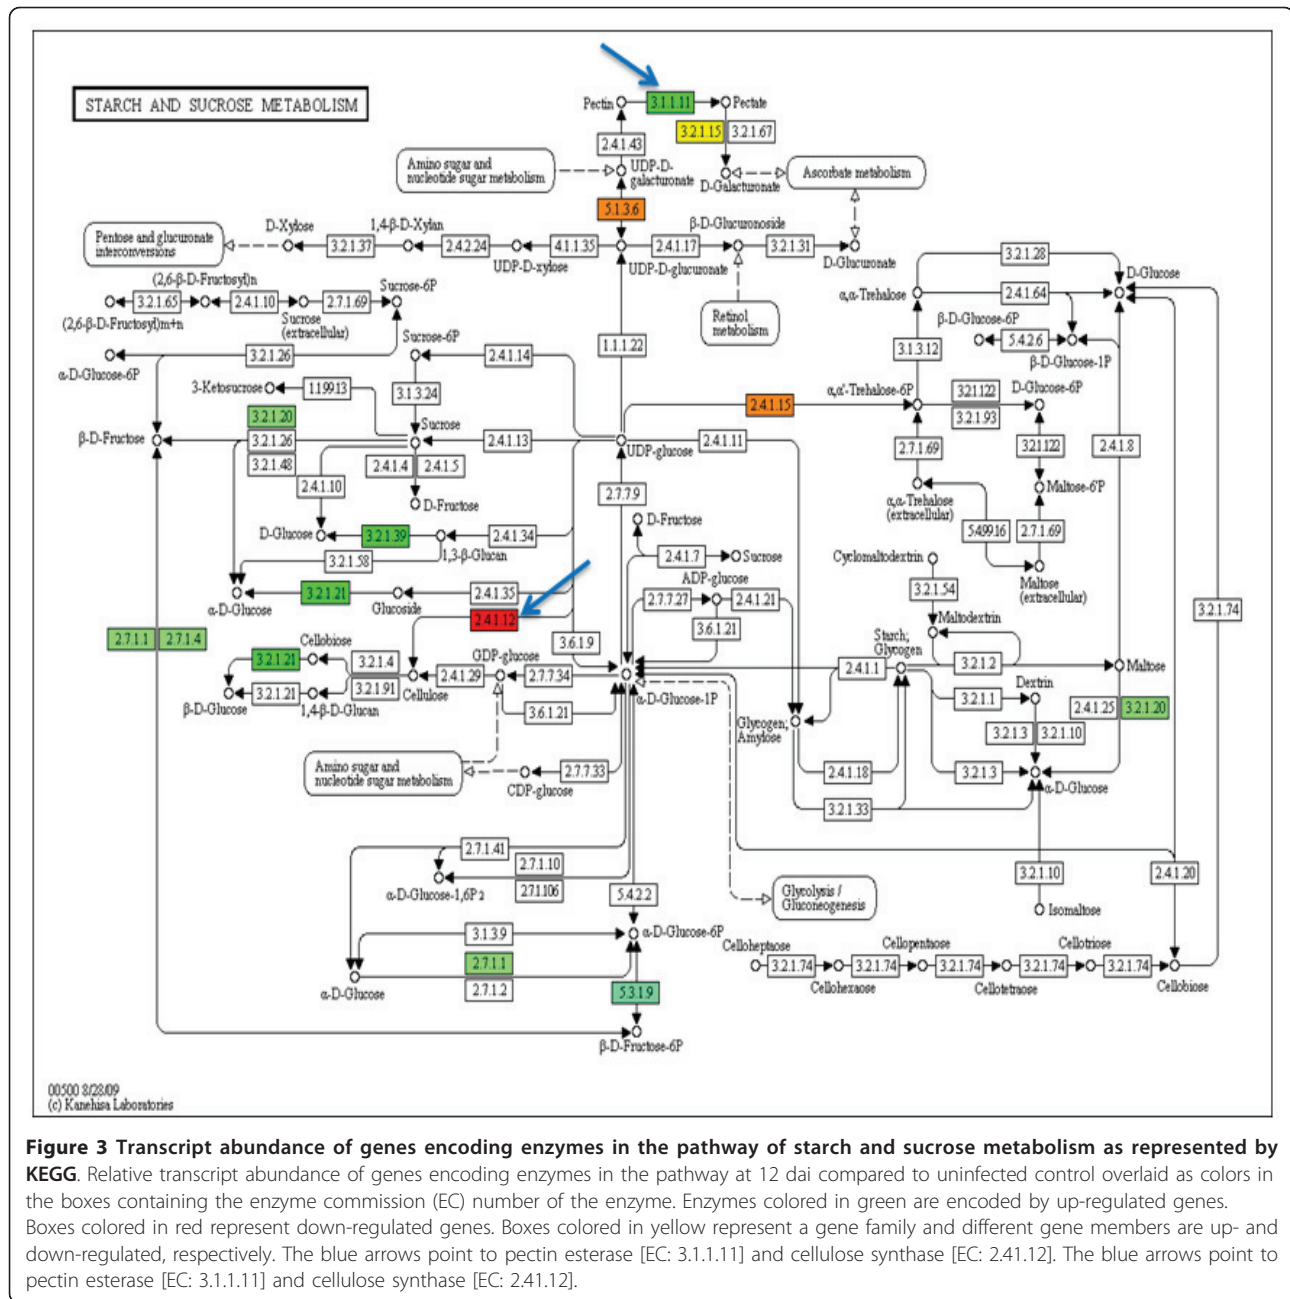 STARCH AND SUCROSE METABOLISM
Pectin
3.1.1.11
Pectate
3.2.1.15
3.2.1.67
2.4.1.43
Amino sugar and
nucleotide sugar metabolism
UDP-D-
galacturonate
D-Galacturonate
Ascorbate metabolism
5.1.3.6
D-Xylose
1,4-β-D-Xylan
β-D-Glucuronoside
Pentose and glucuronate
interconversions
3.2.1.37
2.4.2.24
4.1.1.35
2.4.1.17
3.2.1.31
UDP-D-xylose
UDP-D-glucuronate
D-Glucuronate
3.2.1.28
D-Glucose
(2,6-β-D-Fructosyl)n
Sucrose-6P
3.2.1.65
2.4.1.10
2.7.1.69
α,α-Trehalose
2.4.1.64
(2,6-β-D-Fructosyl)m+n
Sucrose
(extracellular)
Retinol
metabolism
β-D-Glucose-6P
5.4.2.6
β-D-Glucose-1P
Sucrose-6P
1.1.1.22
3.1.3.12
3.2.1.26
2.4.1.14
α-D-Glucose-6P
3-Ketosucrose
1.1.99.13
3.1.3.24
α,α'-Trehalose-6P
3.2.1.122
D-Glucose-6P
2.4.1.15
3.2.1.93
3.2.1.20
Sucrose
β-D-Fructose
3.2.1.26
2.4.1.13
UDP-glucose
2.4.1.11
2.7.1.69
3.2.1.122
2.4.1.8
3.2.1.48
2.4.1.4
2.4.1.5
2.4.1.10
D-Fructose
2.7.7.9
α,α-Trehalose
(extracellular)
Maltose-6'P
D-Fructose
D-Glucose
3.2.1.39
2.4.1.34
5.4.99.16
2.7.1.69
1,3-β-Glucan
3.2.1.58
2.4.1.7
Sucrose
Cyclomaltodextrin
ADP-glucose
3.2.1.54
Maltose
(extracellular)
3.2.1.21
2.4.1.35
2.7.7.27
2.4.1.21
α-D-Glucose
Glucoside
3.2.1.74
2.4.1.12
3.6.1.21
Maltodextrin
2.7.1.1
2.7.1.4
Cellobiose
3.6.1.9
Starch;
Glycogen
3.2.1.21
3.2.1.4
GDP-glucose
2.4.1.1
3.2.1.2
Maltose
2.4.1.29
2.7.7.34
3.2.1.21
3.2.1.91
Cellulose
α-D-Glucose-1P
3.2.1.1
Dextrin
β-D-Glucose
1,4-β-D-Glucan
3.6.1.21
Glycogen;
Amylose
2.4.1.25
3.2.1.20
3.2.1.3
3.2.1.10
Amino sugar and
nucleotide sugar metabolism
2.7.7.33
CDP-glucose
2.4.1.18
3.2.1.3
α-D-Glucose
3.2.1.33
2.7.1.41
2.7.1.10
α-D-Glucose-1,6P2
2.7.1.106
5.4.2.2
Glycolysis /
Gluconeogenesis
3.2.1.10
2.4.1.20
Isomaltose
3.1.3.9
α-D-Glucose-6P
2.7.1.1
α-D-Glucose
2.7.1.2
5.3.1.9
Celloheptaose
Cellopentaose
Cellotriose
3.2.1.74
3.2.1.74
3.2.1.74
3.2.1.74
3.2.1.74
Cellohexaose
Cellotetraose
Cellobiose
β-D-Fructose-6P
00500 8/28/09
(c) Kanehisa Laboratories
Figure 3 Transcript abundance of genes encoding enzymes in the pathway of starch and sucrose metabolism as represented by
KEGG. Relative transcript abundance of genes encoding enzymes in the pathway at 12 dai compared to uninfected control overlaid as colors in
the boxes containing the enzyme commission (EC) number of the enzyme. Enzymes colored in green are encoded by up-regulated genes.
Boxes colored in red represent down-regulated genes. Boxes colored in yellow represent a gene family and different gene members are up- and
down-regulated, respectively. The blue arrows point to pectin esterase [EC: 3.1.1.11] and cellulose synthase [EC: 2.41.12]. The blue arrows point to
pectin esterase [EC: 3.1.1.11] and cellulose synthase [EC: 2.41.12].